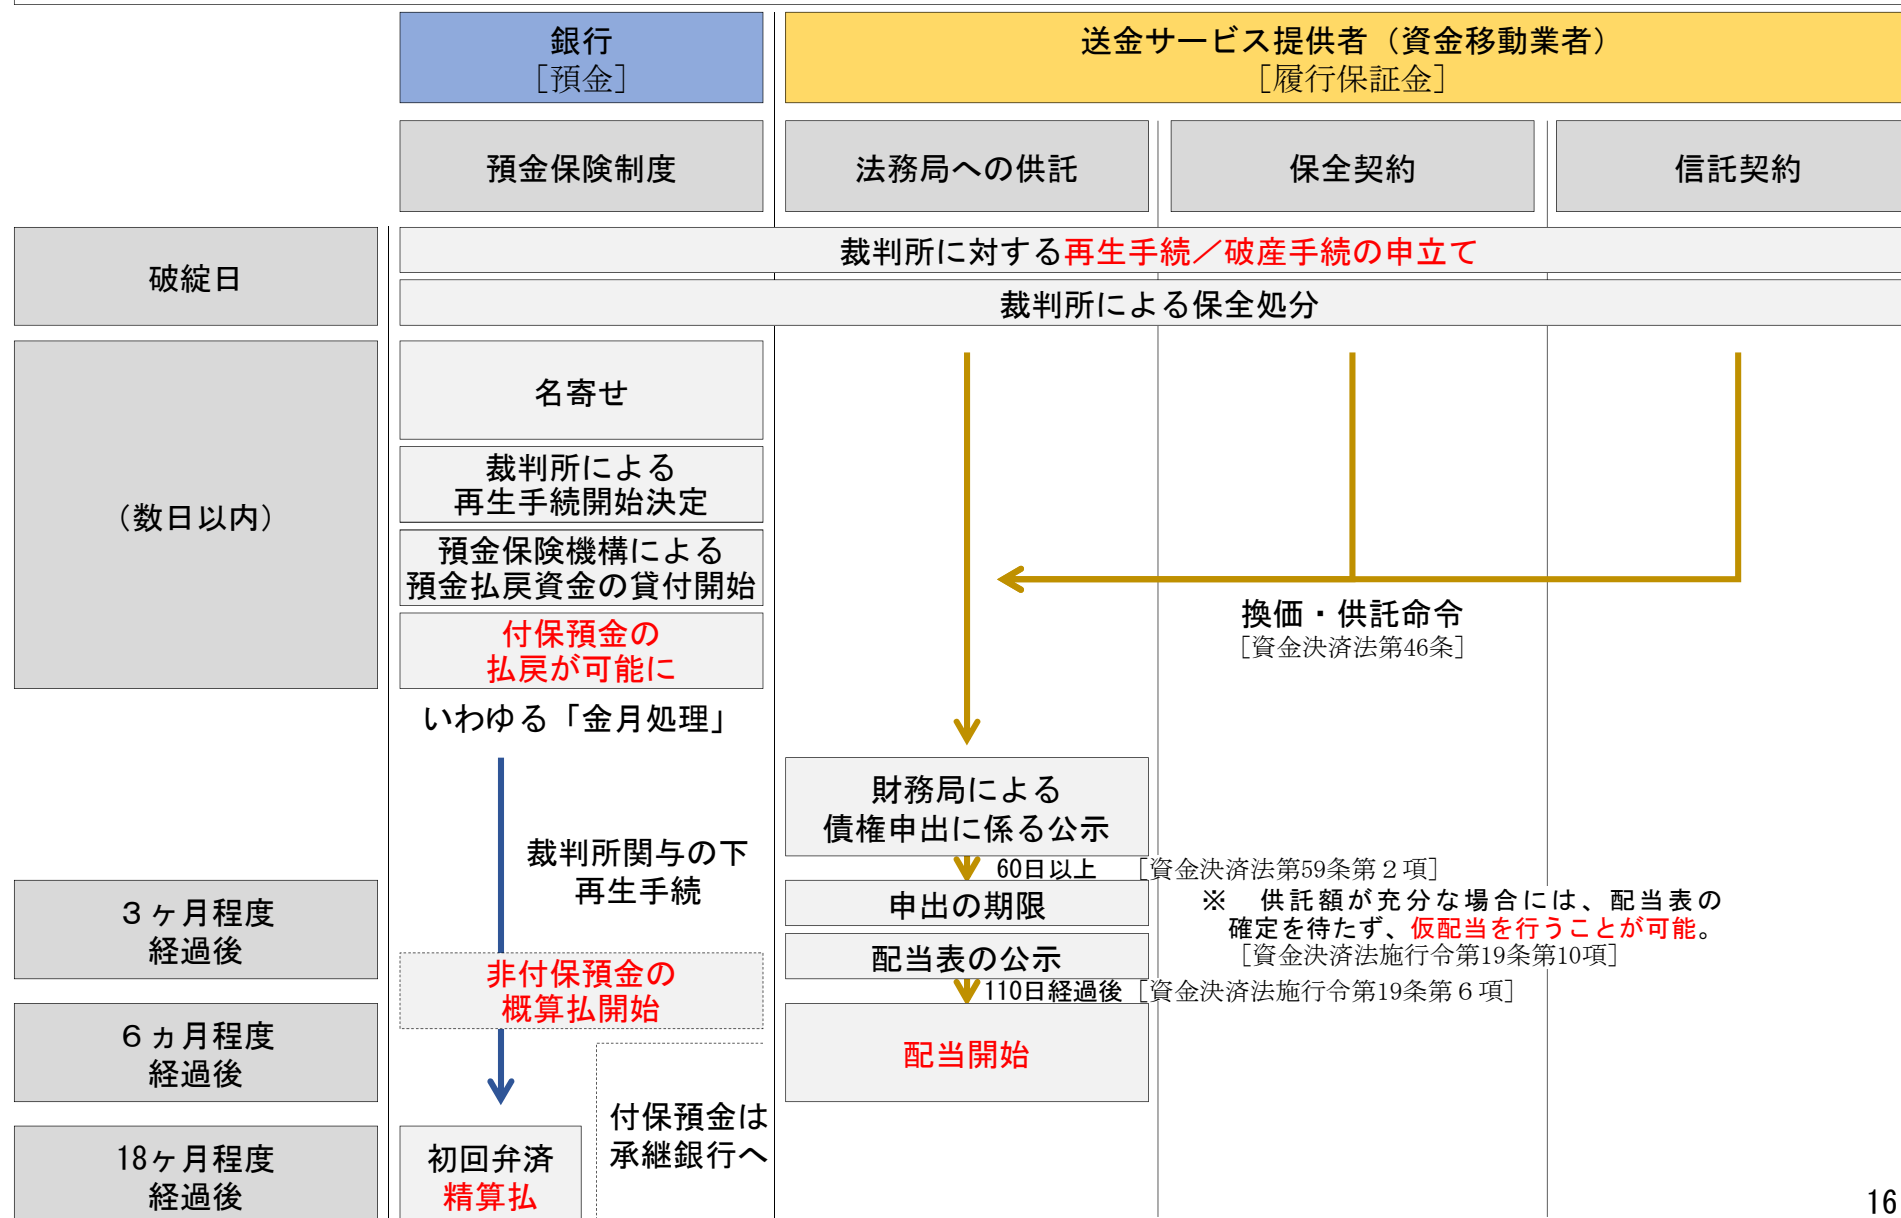 銀行
［預金］
送金サービス提供者（資金移動業者）
［履行保証金］
預金保険制度
法務局への供託
保全契約
信託契約
破綻日
裁判所に対する再生手続／破産手続の申立て
裁判所による保全処分
（数日以内）
名寄せ
裁判所による
再生手続開始決定
預金保険機構による
預金払戻資金の貸付開始
付保預金の
払戻が可能に
いわゆる「金月処理」
換価・供託命令
［資金決済法第46条］
財務局による
債権申出に係る公示
裁判所関与の下
再生手続
60日以上
［資金決済法第59条第２項］
３ヶ月程度
経過後
申出の期限
※　供託額が充分な場合には、配当表の
確定を待たず、仮配当を行うことが可能。
［資金決済法施行令第19条第10項］
配当表の公示
非付保預金の
概算払開始
110日経過後
［資金決済法施行令第19条第６項］
６ヵ月程度
経過後
配当開始
付保預金は
承継銀行へ
18ヶ月程度
経過後
初回弁済
精算払
16